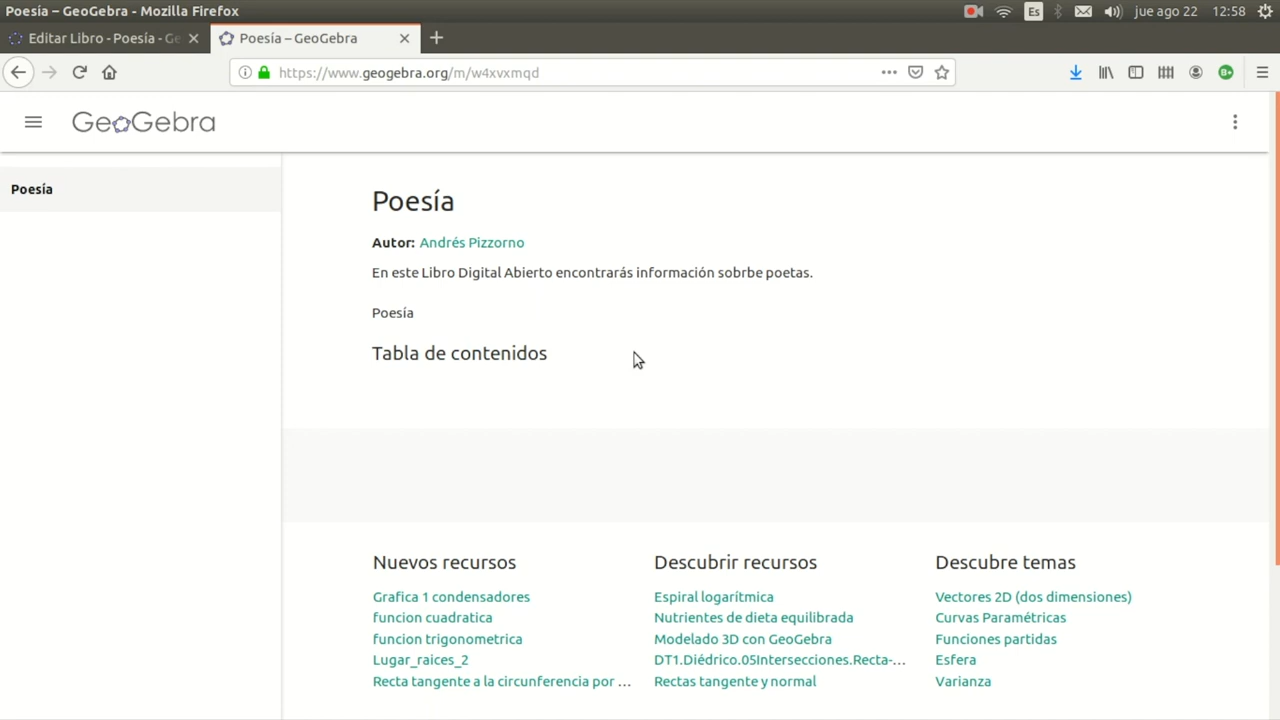 Poesía – GeoGebra - Mozilla Firefox
Es
jue ago 22
12:58
Editar Libro - Poesía - Ge
Poesía – GeoGebra
https://www.geogebra.org/m/w4xvxmqd
GeoGebra
Poesía
Poesía
Autor: Andrés Pizzorno
En este Libro Digital Abierto encontrarás información sobrbe poetas.
Poesía
Tabla de contenidos
Nuevos recursos
Grafica 1 condensadores
funcion cuadratica
funcion trigonometrica
Lugar_raices_2
Recta tangente a la circunferencia por ...
Descubrir recursos
Espiral logarítmica
Nutrientes de dieta equilibrada
Modelado 3D con GeoGebra
DT1.Diédrico.05Intersecciones.Recta-...
Rectas tangente y normal
Descubre temas
Vectores 2D (dos dimensiones)
Curvas Paramétricas
Funciones partidas
Esfera
Varianza